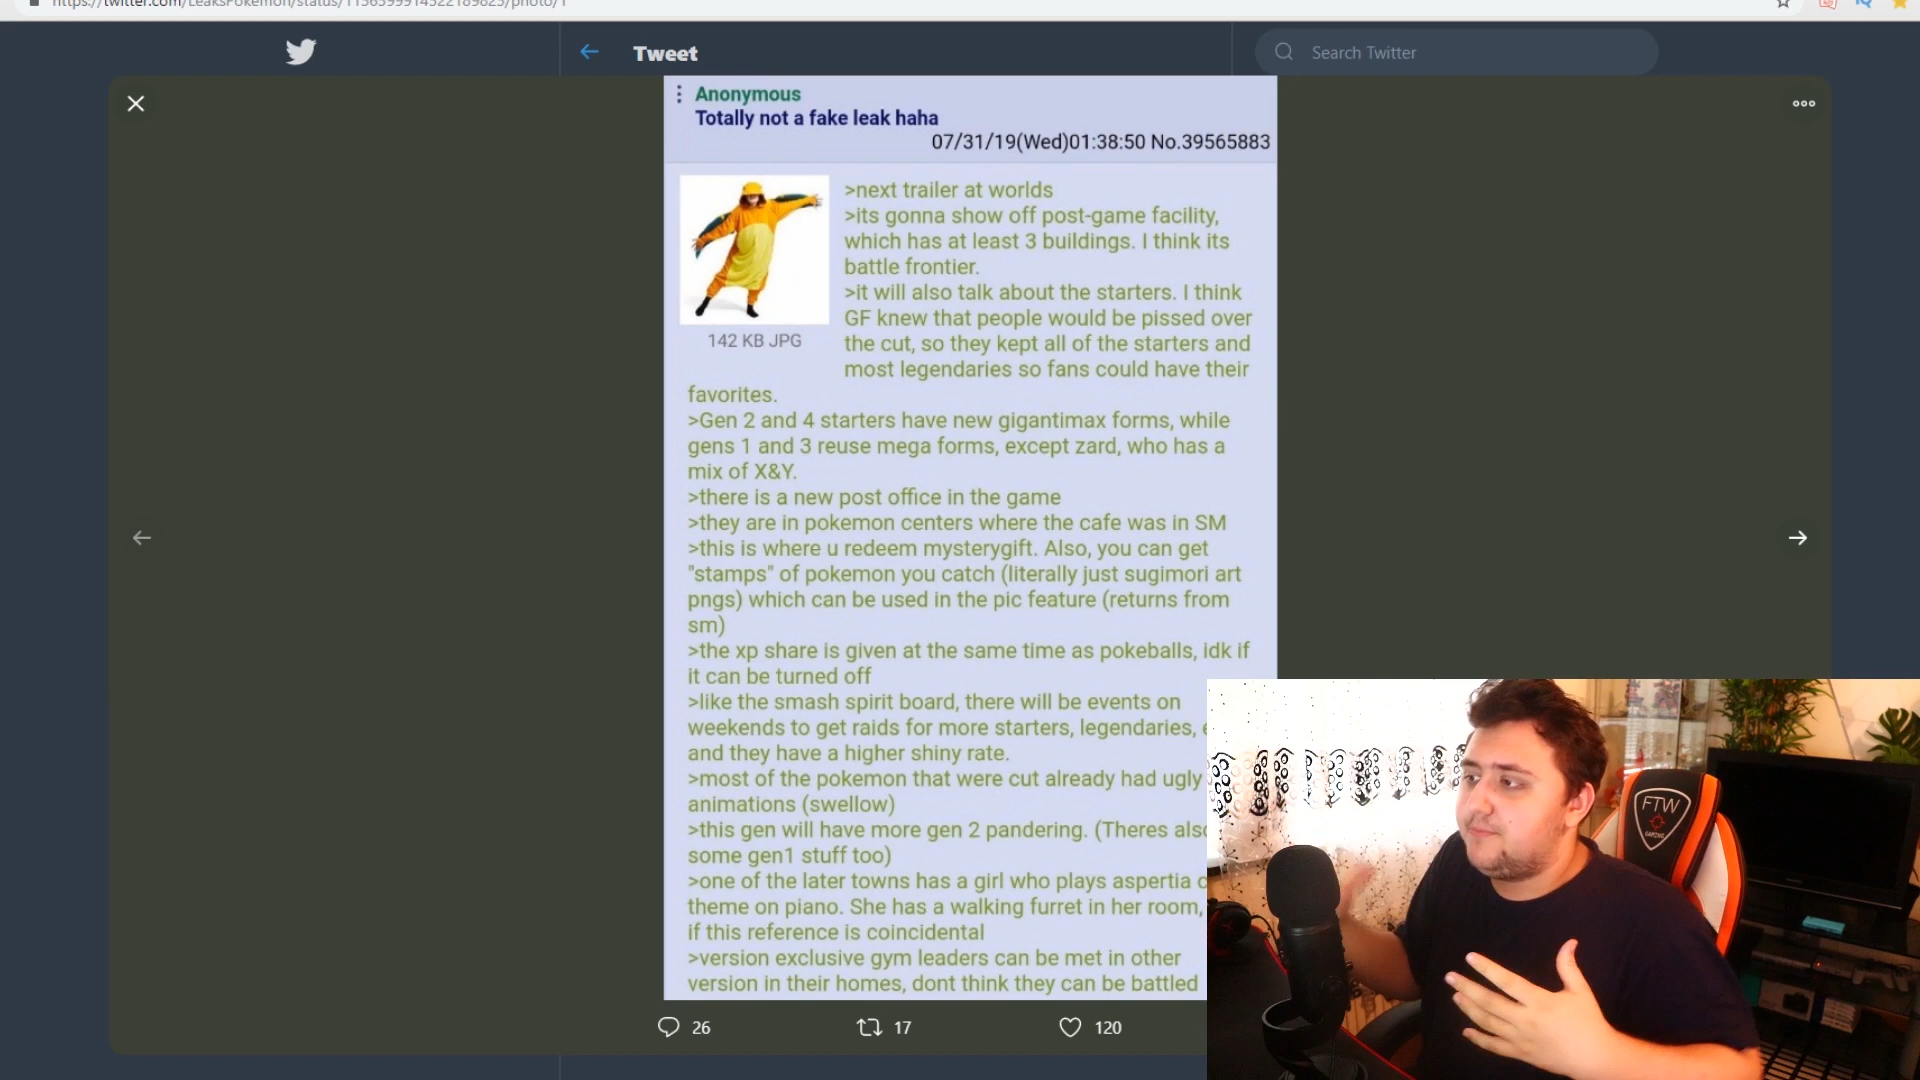 https://twitter.com/LeaksPokemon/status/1156599914522189825/photo/1
Tweet
Search Twitter
Anonymous
Totally not a fake leak haha
07/31/19(Wed)01:38:50 No.39565883
>next trailer at worlds
>its gonna show off post-game facility,
which has at least 3 buildings. I think its
battle frontier.
>it will also talk about the starters. I think
GF knew that people would be pissed over
the cut, so they kept all of the starters and
most legendaries so fans could have their
142 KB JPG
favorites.
>Gen 2 and 4 starters have new gigantimax forms, while
gens 1 and 3 reuse mega forms, except zard, who has a
mix of X&Y.
>there is a new post office in the game
>they are in pokemon centers where the cafe was in SM
>this is where u redeem mysterygift. Also, you can get
"stamps" of pokemon you catch (literally just sugimori art
pngs) which can be used in the pic feature (returns from
sm)
>the xp share is given at the same time as pokeballs, idk if
it can be turned off
>like the smash spirit board, there will be events on
weekends to get raids for more starters, legendaries,
and they have a higher shiny rate.
>most of the pokemon that were cut already had ugly
animations (swellow)
>this gen will have more gen 2 pandering. (Theres also
some gen1 stuff too)
>one of the later towns has a girl who plays aspertia
theme on piano. She has a walking furret in her room,
if this reference is coincidental
>version exclusive gym leaders can be met in other
version in their homes, dont think they can be battled
26
17
120
FTW
GAMING